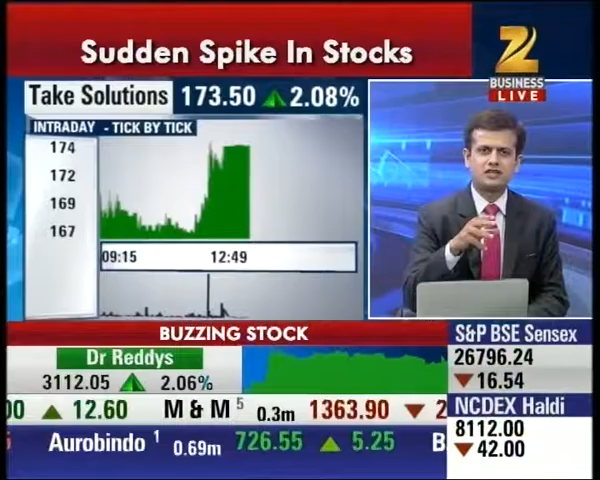 Sudden Spike In Stocks
Z
BUSINESS
LIVE
Take Solutions 173.50 ▲ 2.08%
INTRADAY - TICK BY TICK
174
172
169
167
09:15 12:49
BUZZING STOCK
S&P BSE Sensex
Dr Reddys
26796.24
3112.05 ▲ 2.06%
▼ 16.54
00 ▲ 12.60 M & M 5 0.3m 1363.90 ▼ 2
NCDEX Haldi
8112.00
▼ 42.00
Aurobindo 1 0.69m 726.55 ▲ 5.25 B